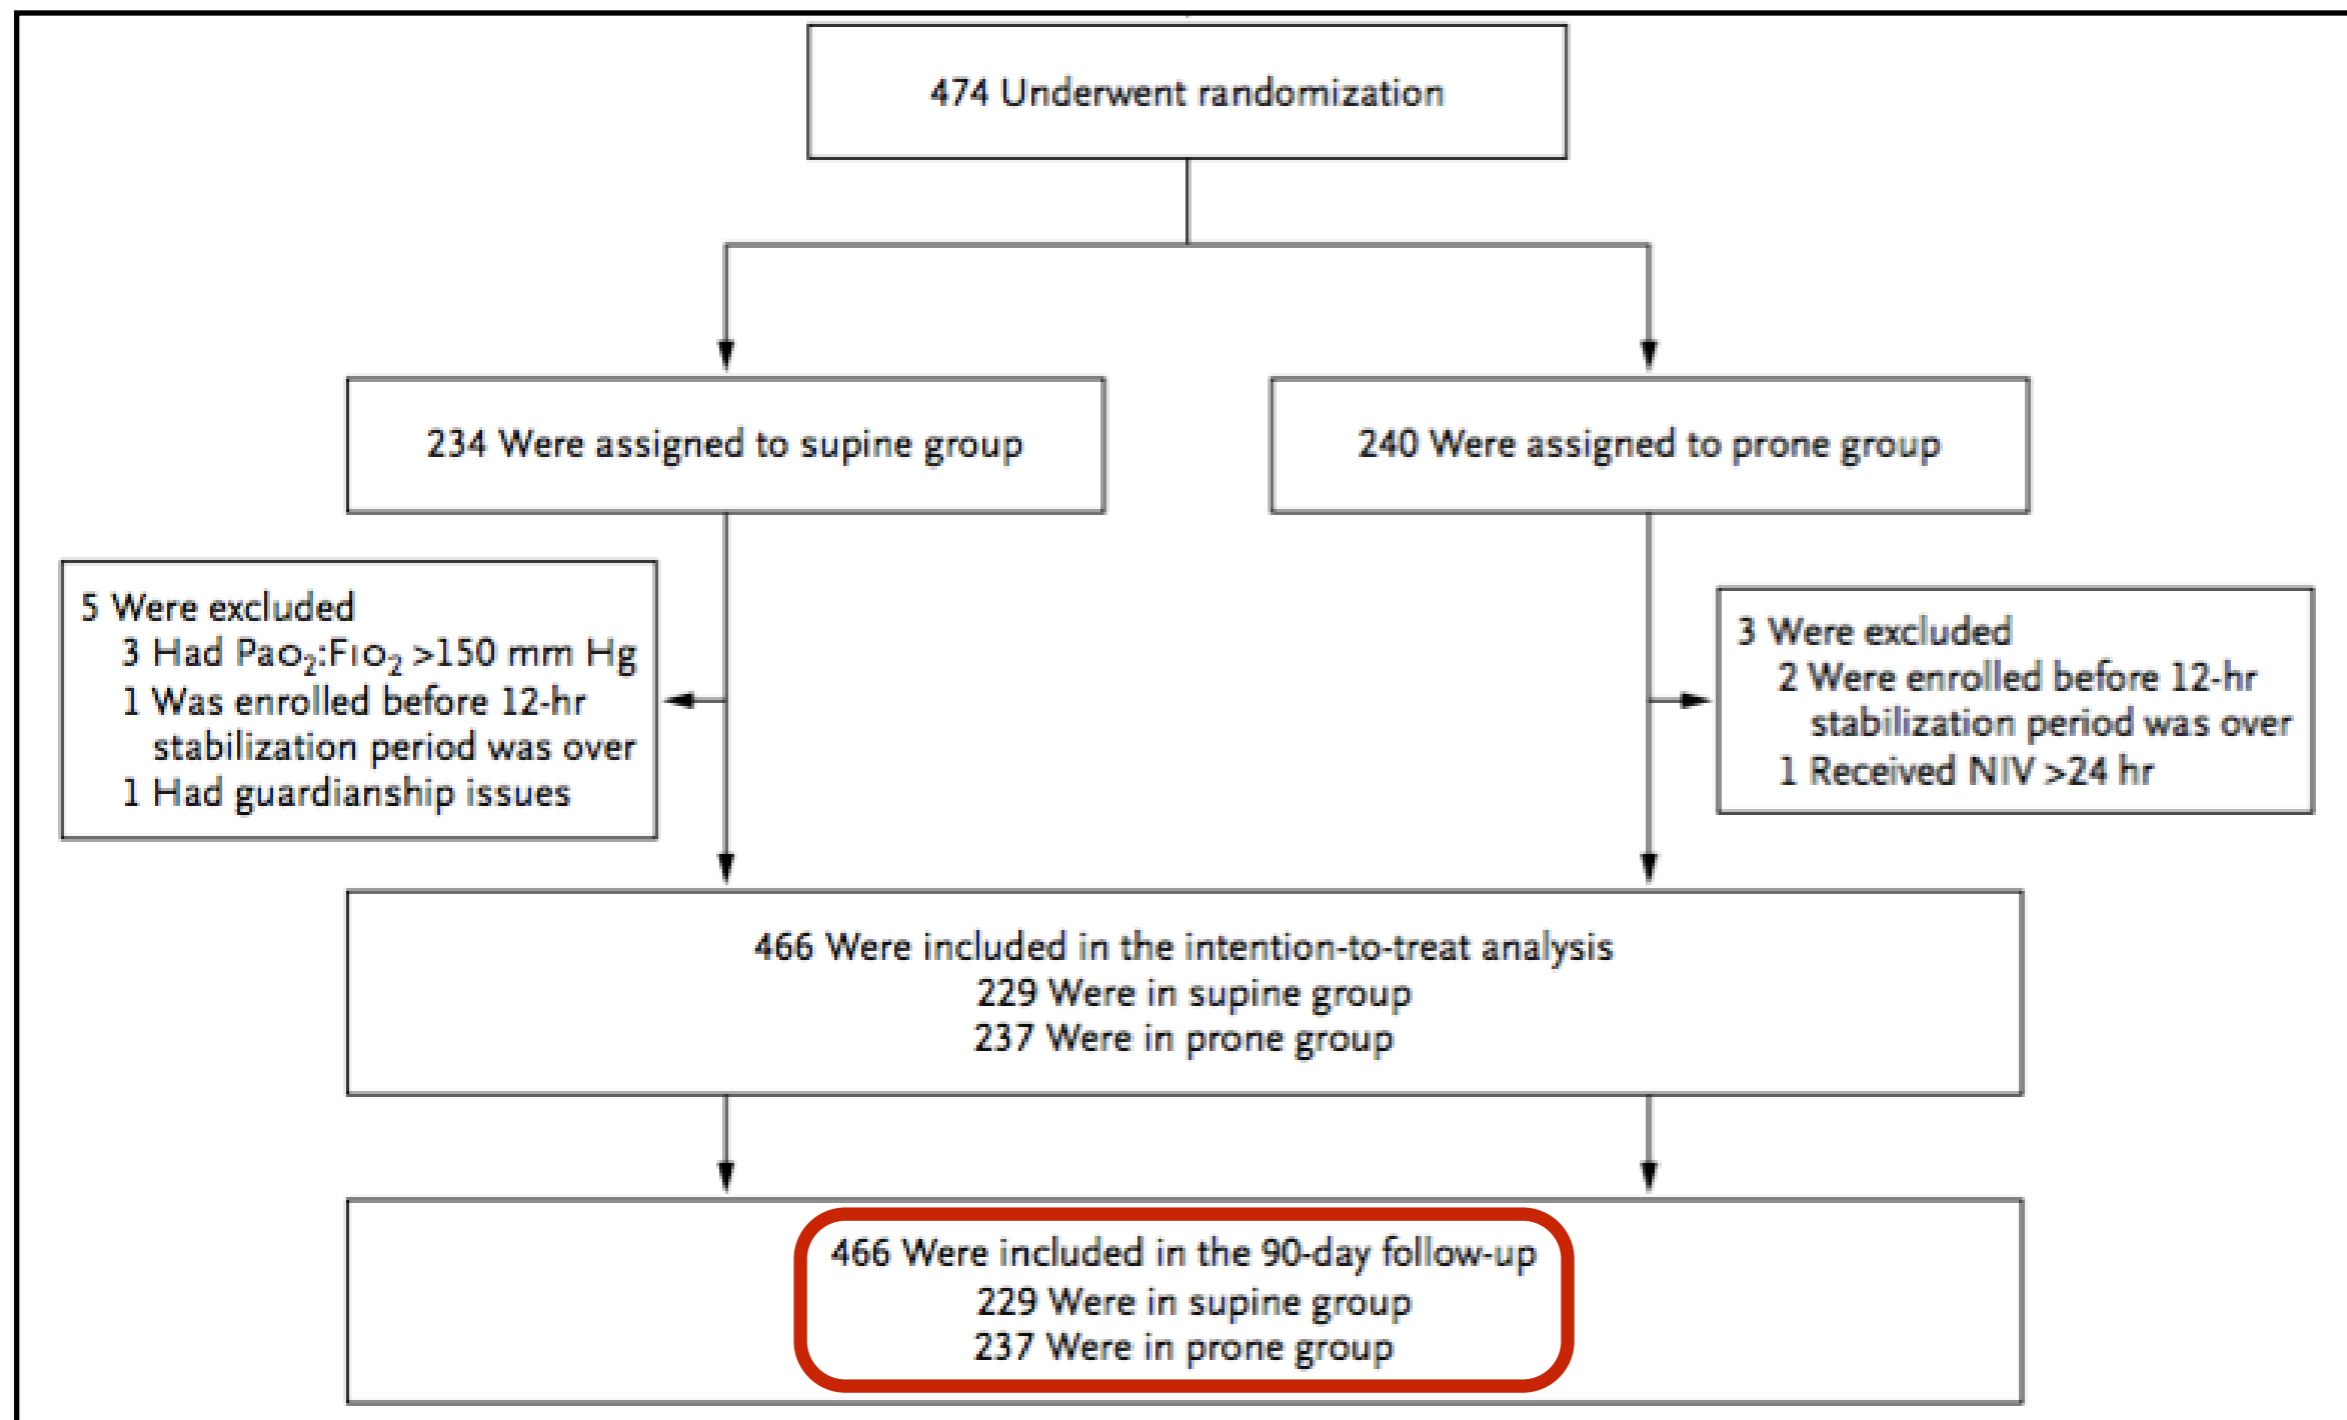 474 Underwent randomization
234 Were assigned to supine group
240 Were assigned to prone group
5 Were excluded
3 Had PaO₂:FIO₂ >150 mm Hg
1 Was enrolled before 12-hr
stabilization period was over
1 Had guardianship issues
3 Were excluded
2 Were enrolled before 12-hr
stabilization period was over
1 Received NIV >24 hr
466 Were included in the intention-to-treat analysis
229 Were in supine group
237 Were in prone group
466 Were included in the 90-day follow-up
229 Were in supine group
237 Were in prone group